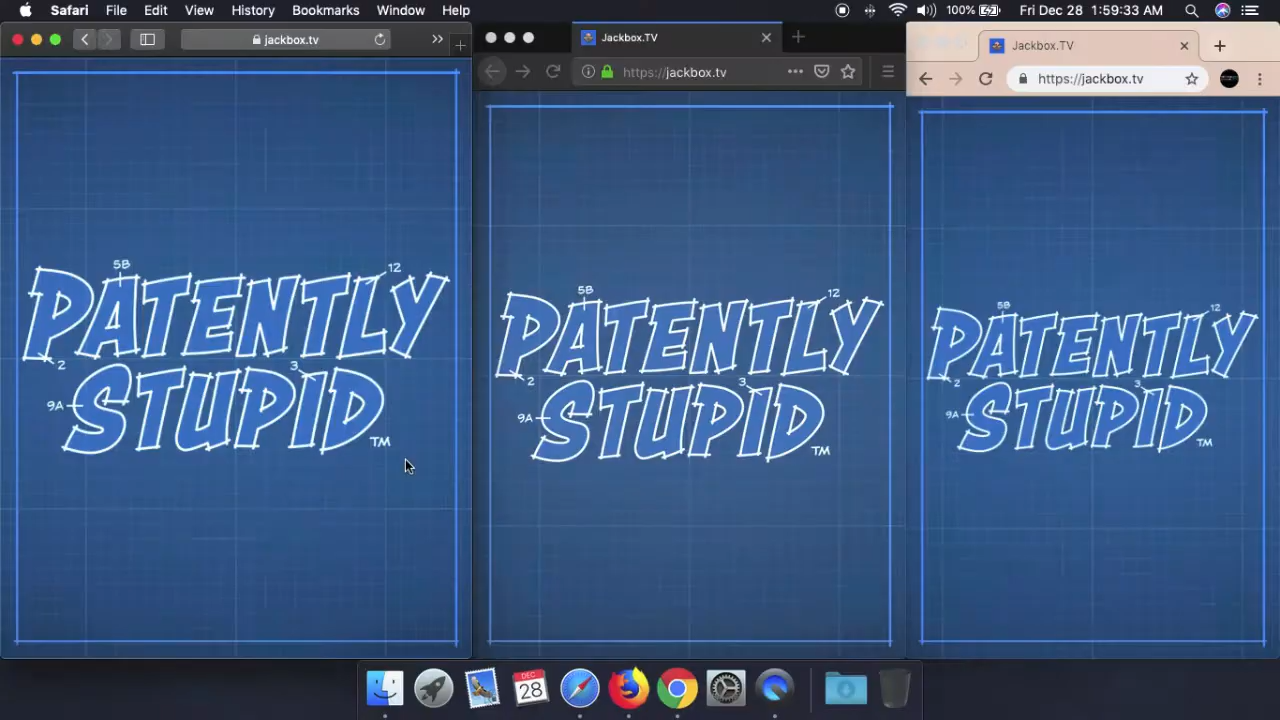 Safari File Edit View History Bookmarks Window Help 100% Fri Dec 28 1:59:33 AM
jackbox.tv
5B
12
PATENTLY
2
3
9A
STUPID
TM
Jackbox.TV
https://jackbox.tv
5B
12
PATENTLY
2
3
9A
STUPID
TM
Jackbox.TV
https://jackbox.tv
5B
12
PATENTLY
2
3
9A
STUPID
TM
DEC
28